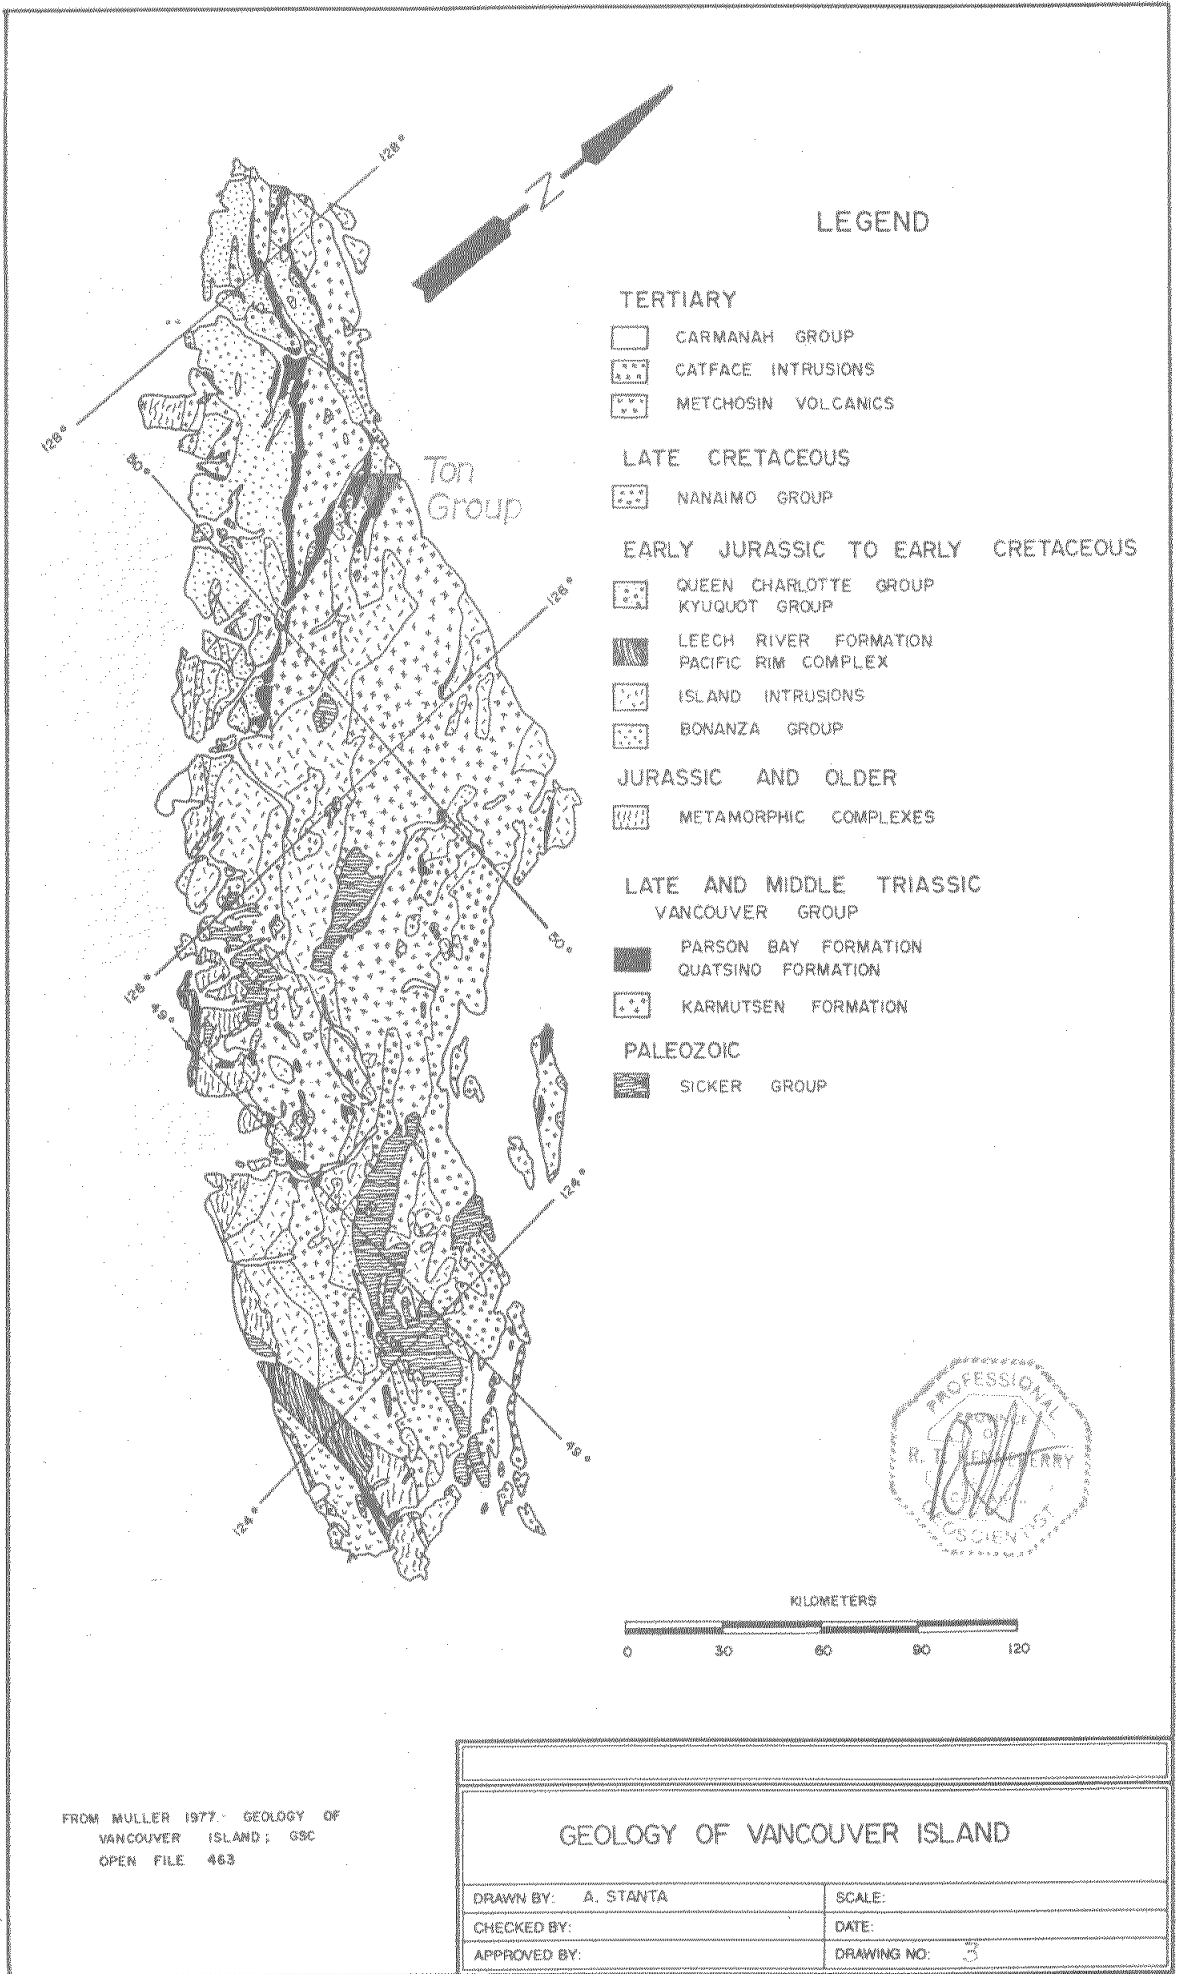 128°
N
LEGEND
TERTIARY
CARMANAH GROUP
CATFACE INTRUSIONS
METCHOSIN VOLCANICS
128°
50°
Ton
Group
LATE CRETACEOUS
NANAIMO GROUP
EARLY JURASSIC TO EARLY CRETACEOUS
QUEEN CHARLOTTE GROUP
KYUQUOT GROUP
126°
LEECH RIVER FORMATION
PACIFIC RIM COMPLEX
ISLAND INTRUSIONS
BONANZA GROUP
JURASSIC AND OLDER
METAMORPHIC COMPLEXES
LATE AND MIDDLE TRIASSIC
VANCOUVER GROUP
PARSON BAY FORMATION
QUATSINO FORMATION
50°
126°
49°
KARMUTSEN FORMATION
PALEOZOIC
SICKER GROUP
124°
49°
124°
PROFESSIONAL
PROVINCE
OF
GEOSCIENTIST
KILOMETERS
0 30 60 90 120
FROM MULLER 1977:- GEOLOGY OF
VANCOUVER ISLAND; GSC
OPEN FILE 463
GEOLOGY OF VANCOUVER ISLAND
DRAWN BY: A. STANTA
SCALE:
CHECKED BY:
DATE:
APPROVED BY:
DRAWING NO: 3